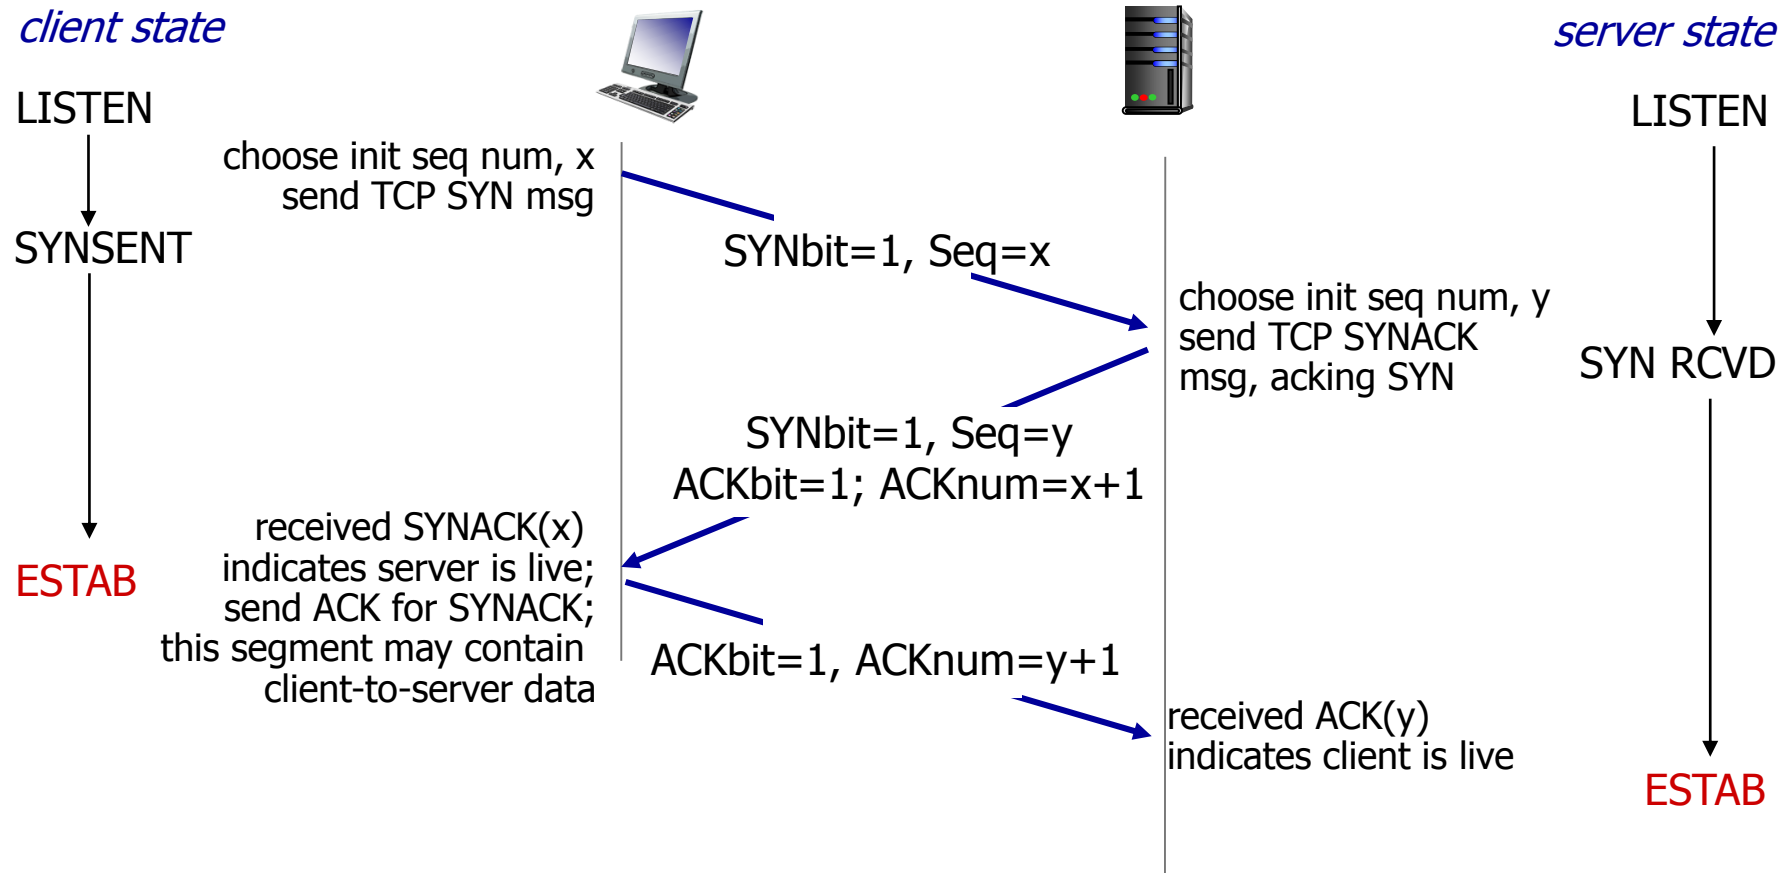 client state
server state
LISTEN
LISTEN
choose init seq num, x
send TCP SYN msg
SYNSENT
SYNbit=1, Seq=x
choose init seq num, y
send TCP SYNACK
msg, acking SYN
SYN RCVD
SYNbit=1, Seq=y
ACKbit=1; ACKnum=x+1
received SYNACK(x)
indicates server is live;
send ACK for SYNACK;
this segment may contain
client-to-server data
ESTAB
ACKbit=1, ACKnum=y+1
received ACK(y)
indicates client is live
ESTAB